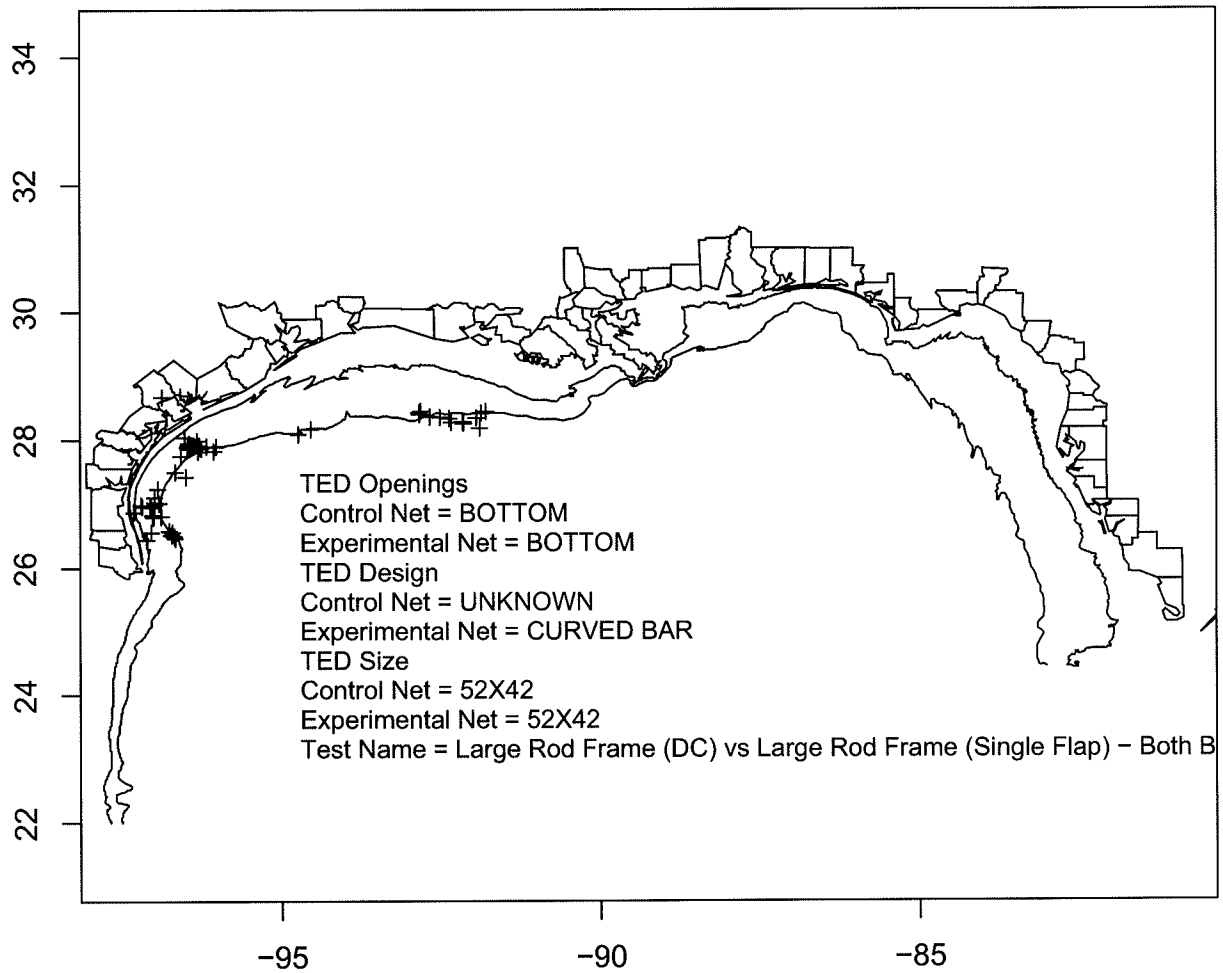 34
32
30
28
26
24
22
TED Openings
Control Net = BOTTOM
Experimental Net = BOTTOM
TED Design
Control Net = UNKNOWN
Experimental Net = CURVED BAR
TED Size
Control Net = 52X42
Experimental Net = 52X42
Test Name = Large Rod Frame (DC) vs Large Rod Frame (Single Flap) − Both B
−95
−90
−85